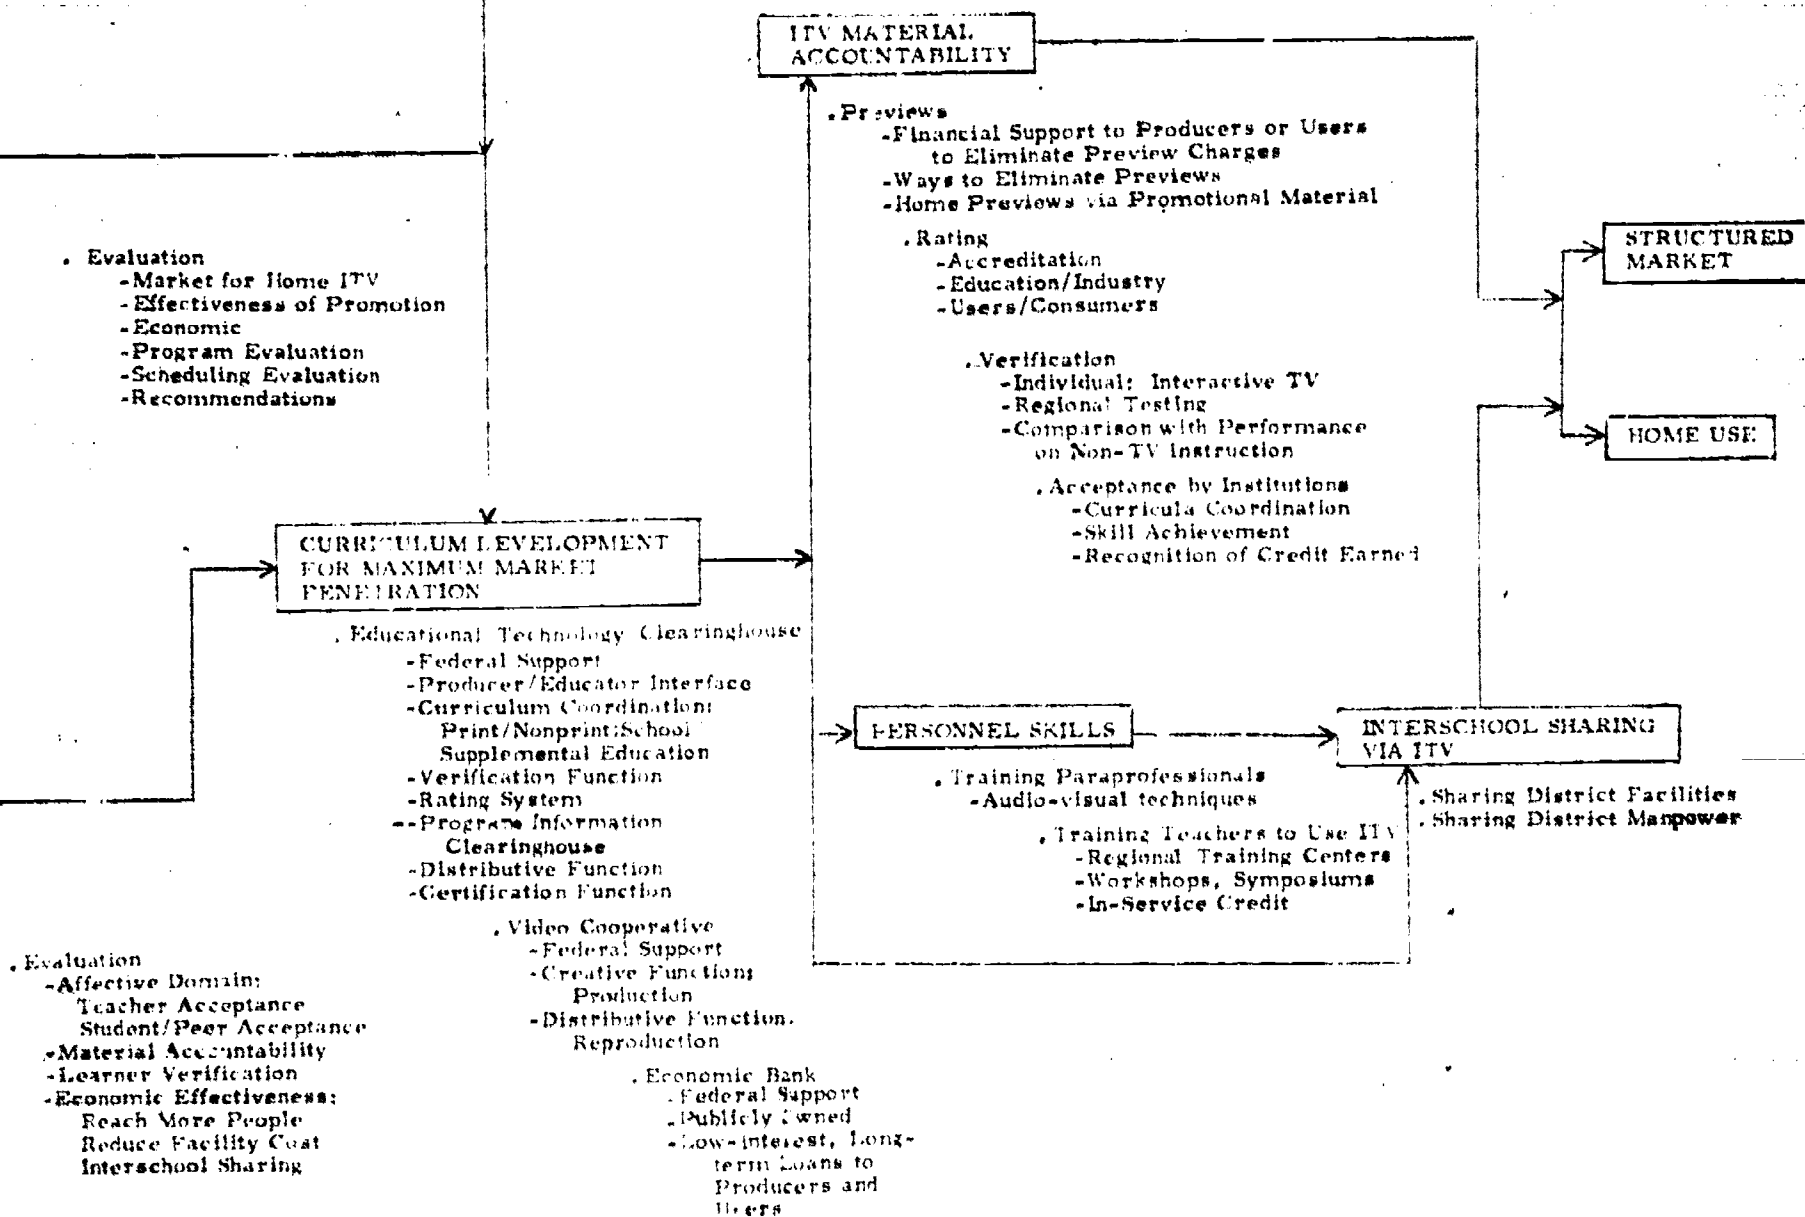 ITV MATERIAL
ACCOUNTABILITY
.Previews
-Financial Support to Producers or Users
to Eliminate Preview Charges
-Ways to Eliminate Previews
-Home Previews via Promotional Material
.Rating
-Accreditation
-Education/Industry
-Users/Consumers
.Verification
-Individual: Interactive TV
-Regional Testing
-Comparison with Performance
on Non-TV Instruction
.Acceptance by Institutions
-Curricula Coordination
-Skill Achievement
-Recognition of Credit Earned
STRUCTURED
MARKET
HOME USE
. Evaluation
-Market for Home ITV
-Effectiveness of Promotion
-Economic
-Program Evaluation
-Scheduling Evaluation
-Recommendations
CURRICULUM DEVELOPMENT
FOR MAXIMUM MARKET
PENETRATION
. Educational Technology Clearinghouse
-Federal Support
-Producer/Educator Interface
-Curriculum Coordination:
Print/Nonprint:School
Supplemental Education
-Verification Function
-Rating System
--Program Information
Clearinghouse
-Distributive Function
-Certification Function
. Video Cooperative
-Federal Support
-Creative Function:
Production
-Distributive Function.
Reproduction
. Economic Bank
.Federal Support
.Publicly Owned
-Low-interest, Long-
term Loans to
Producers and
Users
PERSONNEL SKILLS
. Training Paraprofessionals
-Audio-visual techniques
. Training Teachers to Use ITV
-Regional Training Centers
-Workshops, Symposiums
-In-Service Credit
INTERSCHOOL SHARING
VIA ITV
. Sharing District Facilities
. Sharing District Manpower
. Evaluation
-Affective Domain:
Teacher Acceptance
Student/Peer Acceptance
-Material Accountability
-Learner Verification
-Economic Effectiveness:
Reach More People
Reduce Facility Cost
Interschool Sharing